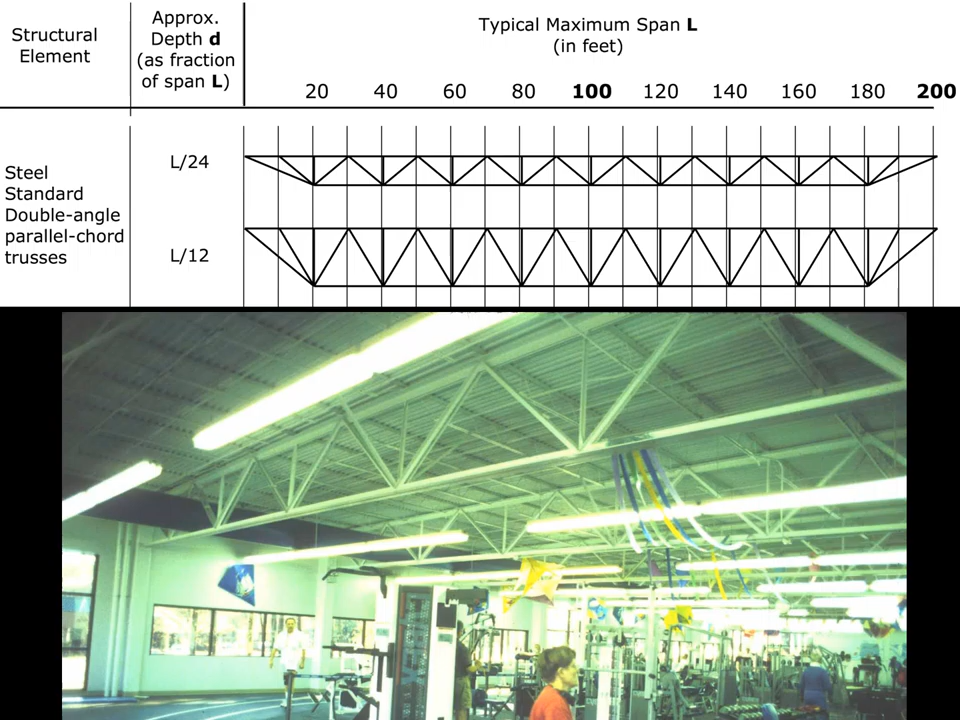 Structural
Element
Approx.
Depth d
(as fraction
of span L)
Typical Maximum Span L
(in feet)
20 40 60 80 100 120 140 160 180 200
Steel
Standard
Double-angle
parallel-chord
trusses
L/24
L/12